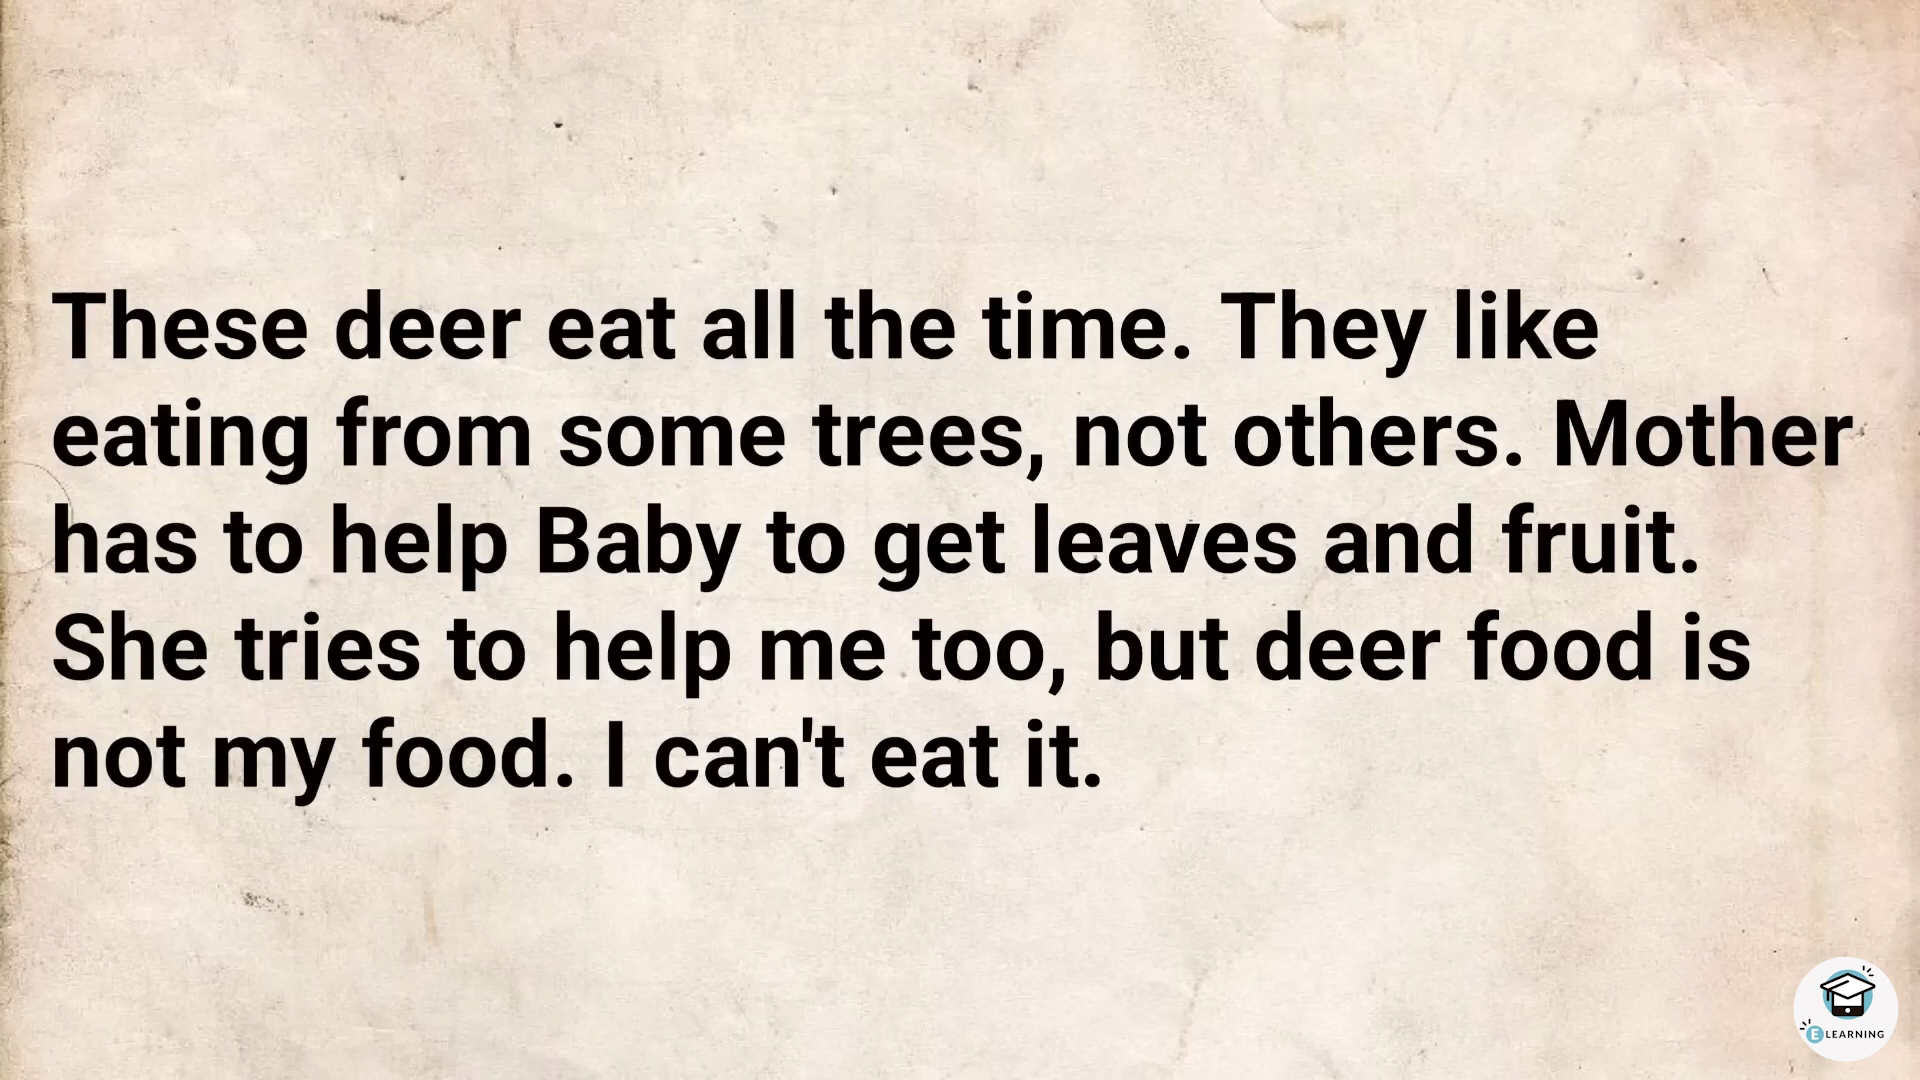 These deer eat all the time. They like
eating from some trees, not others. Mother
has to help Baby to get leaves and fruit.
She tries to help me too, but deer food is
not my food. I can't eat it.
E LEARNING